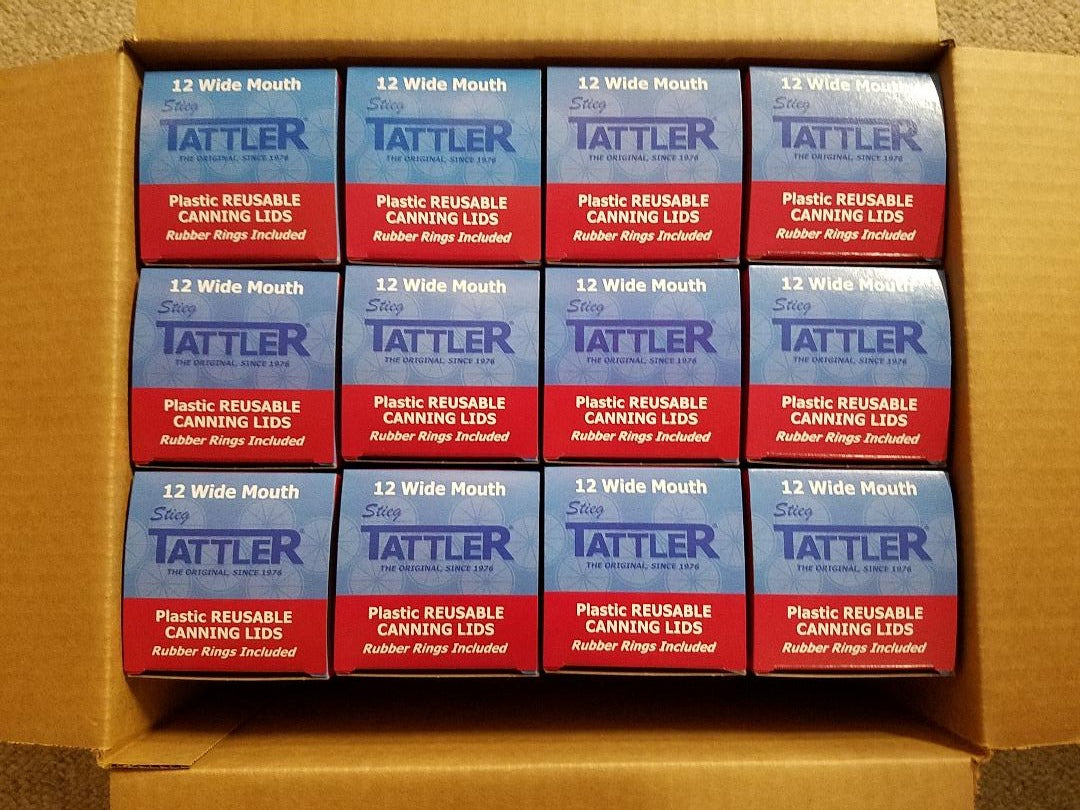 12 Wide Mouth
Stieg
TATTLER®
THE ORIGINAL, SINCE 1976
Plastic REUSABLE
CANNING LIDS
Rubber Rings Included
12 Wide Mouth
Stieg
TATTLER®
THE ORIGINAL, SINCE 1976
Plastic REUSABLE
CANNING LIDS
Rubber Rings Included
12 Wide Mouth
Stieg
TATTLER®
THE ORIGINAL, SINCE 1976
Plastic REUSABLE
CANNING LIDS
Rubber Rings Included
12 Wide Mouth
Stieg
TATTLER®
THE ORIGINAL, SINCE 1976
Plastic REUSABLE
CANNING LIDS
Rubber Rings Included
12 Wide Mouth
Stieg
TATTLER®
THE ORIGINAL, SINCE 1976
Plastic REUSABLE
CANNING LIDS
Rubber Rings Included
12 Wide Mouth
Stieg
TATTLER®
THE ORIGINAL, SINCE 1976
Plastic REUSABLE
CANNING LIDS
Rubber Rings Included
12 Wide Mouth
Stieg
TATTLER®
THE ORIGINAL, SINCE 1976
Plastic REUSABLE
CANNING LIDS
Rubber Rings Included
12 Wide Mouth
Stieg
TATTLER®
THE ORIGINAL, SINCE 1976
Plastic REUSABLE
CANNING LIDS
Rubber Rings Included
12 Wide Mouth
Stieg
TATTLER®
THE ORIGINAL, SINCE 1976
Plastic REUSABLE
CANNING LIDS
Rubber Rings Included
12 Wide Mouth
Stieg
TATTLER®
THE ORIGINAL, SINCE 1976
Plastic REUSABLE
CANNING LIDS
Rubber Rings Included
12 Wide Mouth
Stieg
TATTLER®
THE ORIGINAL, SINCE 1976
Plastic REUSABLE
CANNING LIDS
Rubber Rings Included
12 Wide Mouth
Stieg
TATTLER®
THE ORIGINAL, SINCE 1976
Plastic REUSABLE
CANNING LIDS
Rubber Rings Included